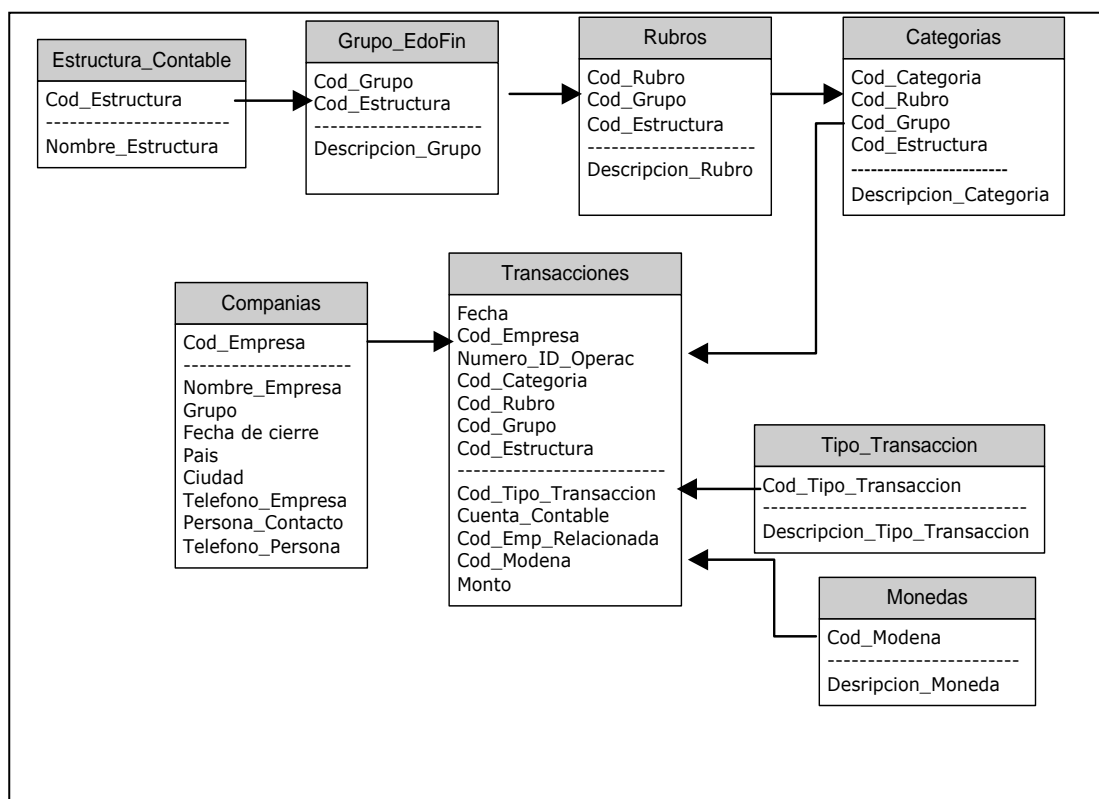 Estructura_Contable
Cod_Estructura
-----------------------
Nombre_Estructura
Grupo_EdoFin
Cod_Grupo
Cod_Estructura
-----------------------
Descripcion_Grupo
Rubros
Cod_Rubro
Cod_Grupo
Cod_Estructura
-----------------------
Descripcion_Rubro
Categorias
Cod_Categoria
Cod_Rubro
Cod_Grupo
Cod_Estructura
-----------------------
Descripcion_Categoria
Companias
Cod_Empresa
-----------------------
Nombre_Empresa
Grupo
Fecha de cierre
Pais
Ciudad
Telefono_Empresa
Persona_Contacto
Telefono_Persona
Transacciones
Fecha
Cod_Empresa
Numero_ID_Operac
Cod_Categoria
Cod_Rubro
Cod_Grupo
Cod_Estructura
----------------------------
Cod_Tipo_Transaccion
Cuenta_Contable
Cod_Emp_Relacionada
Cod_Modena
Monto
Tipo_Transaccion
Cod_Tipo_Transaccion
------------------------------------
Descripcion_Tipo_Transaccion
Monedas
Cod_Modena
--------------------------
Desripcion_Moneda